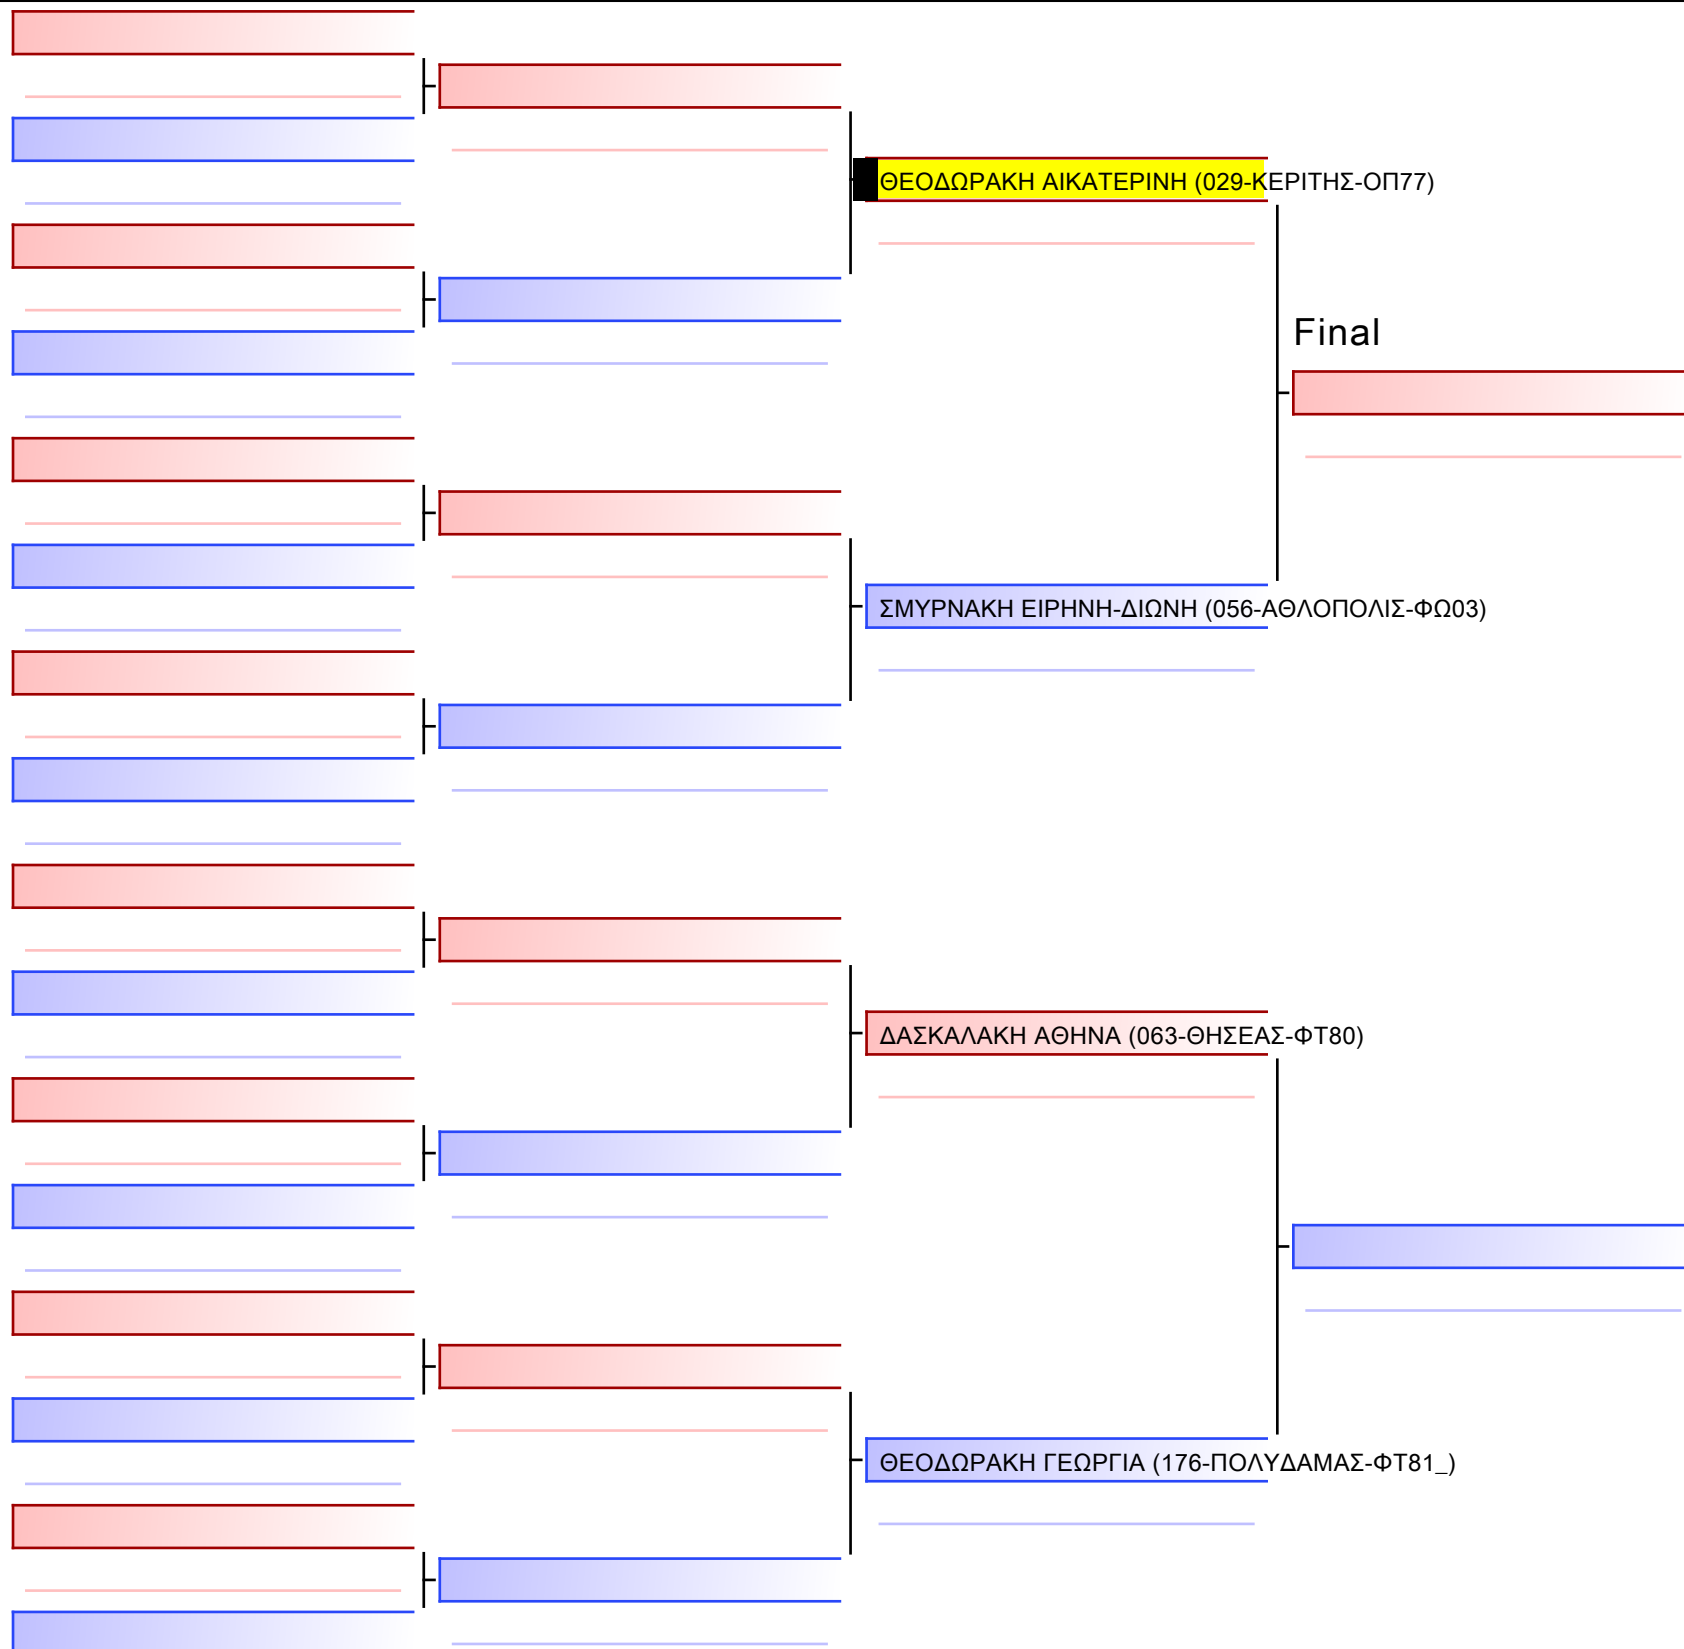 ΘΕΟΔΩΡΑΚΗ ΑΙΚΑΤΕΡΙΝΗ (029-ΚΕΡΙΤΗΣ-ΟΠ77)
Final
ΣΜΥΡΝΑΚΗ ΕΙΡΗΝΗ-ΔΙΩΝΗ (056-ΑΘΛΟΠΟΛΙΣ-ΦΩ03)
ΔΑΣΚΑΛΑΚΗ ΑΘΗΝΑ (063-ΘΗΣΕΑΣ-ΦΤ80)
ΘΕΟΔΩΡΑΚΗ ΓΕΩΡΓΙΑ (176-ΠΟΛΥΔΑΜΑΣ-ΦΤ81_)